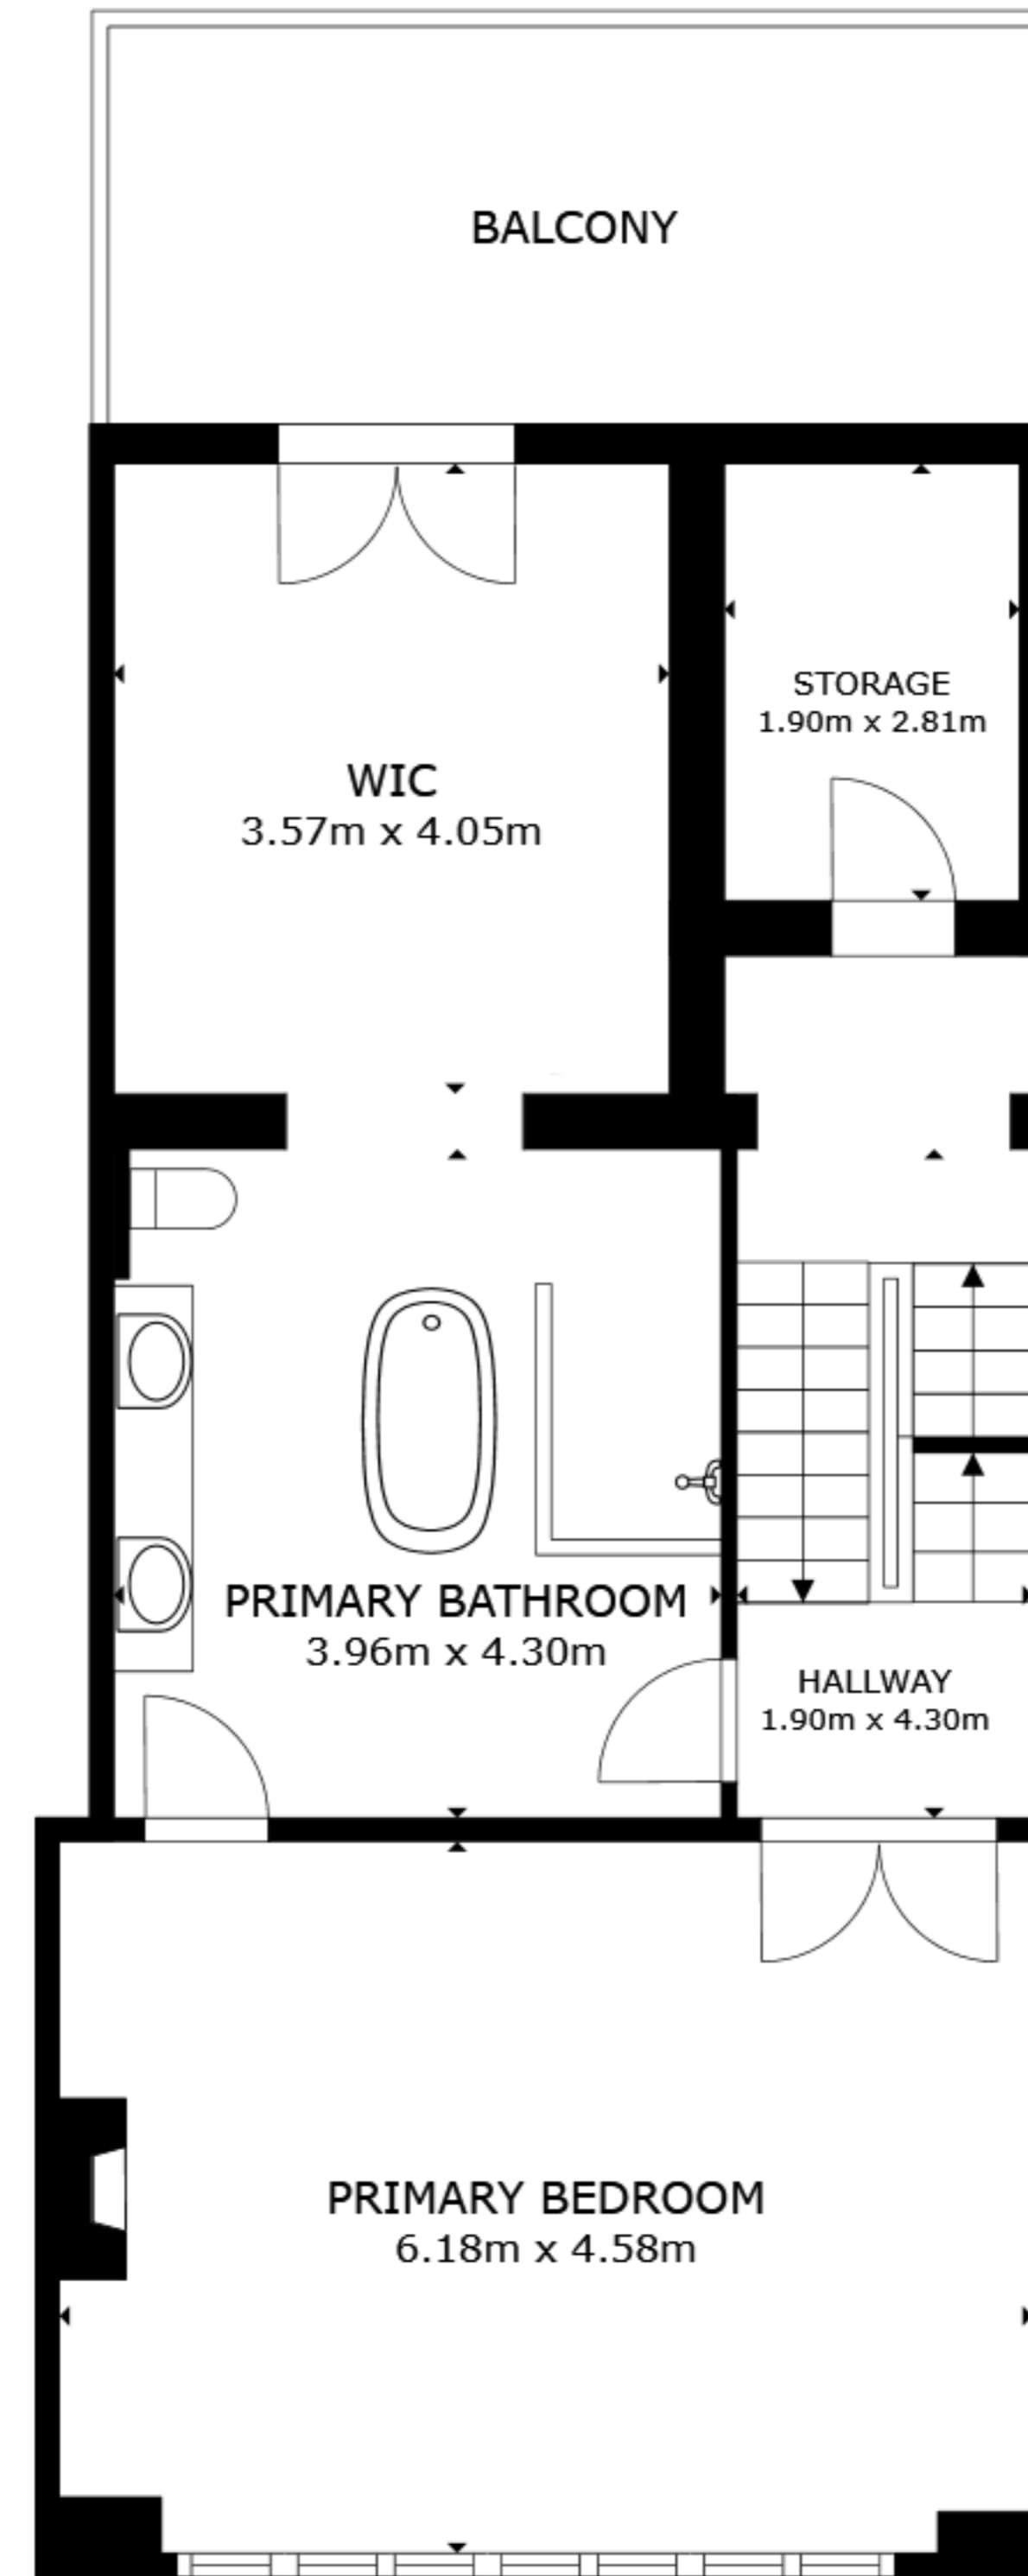 BALCONY
STORAGE
1.90m x 2.81m
WIC
3.57m x 4.05m
PRIMARY BATHROOM
3.96m x 4.30m
HALLWAY
1.90m x 4.30m
PRIMARY BEDROOM
6.18m x 4.58m